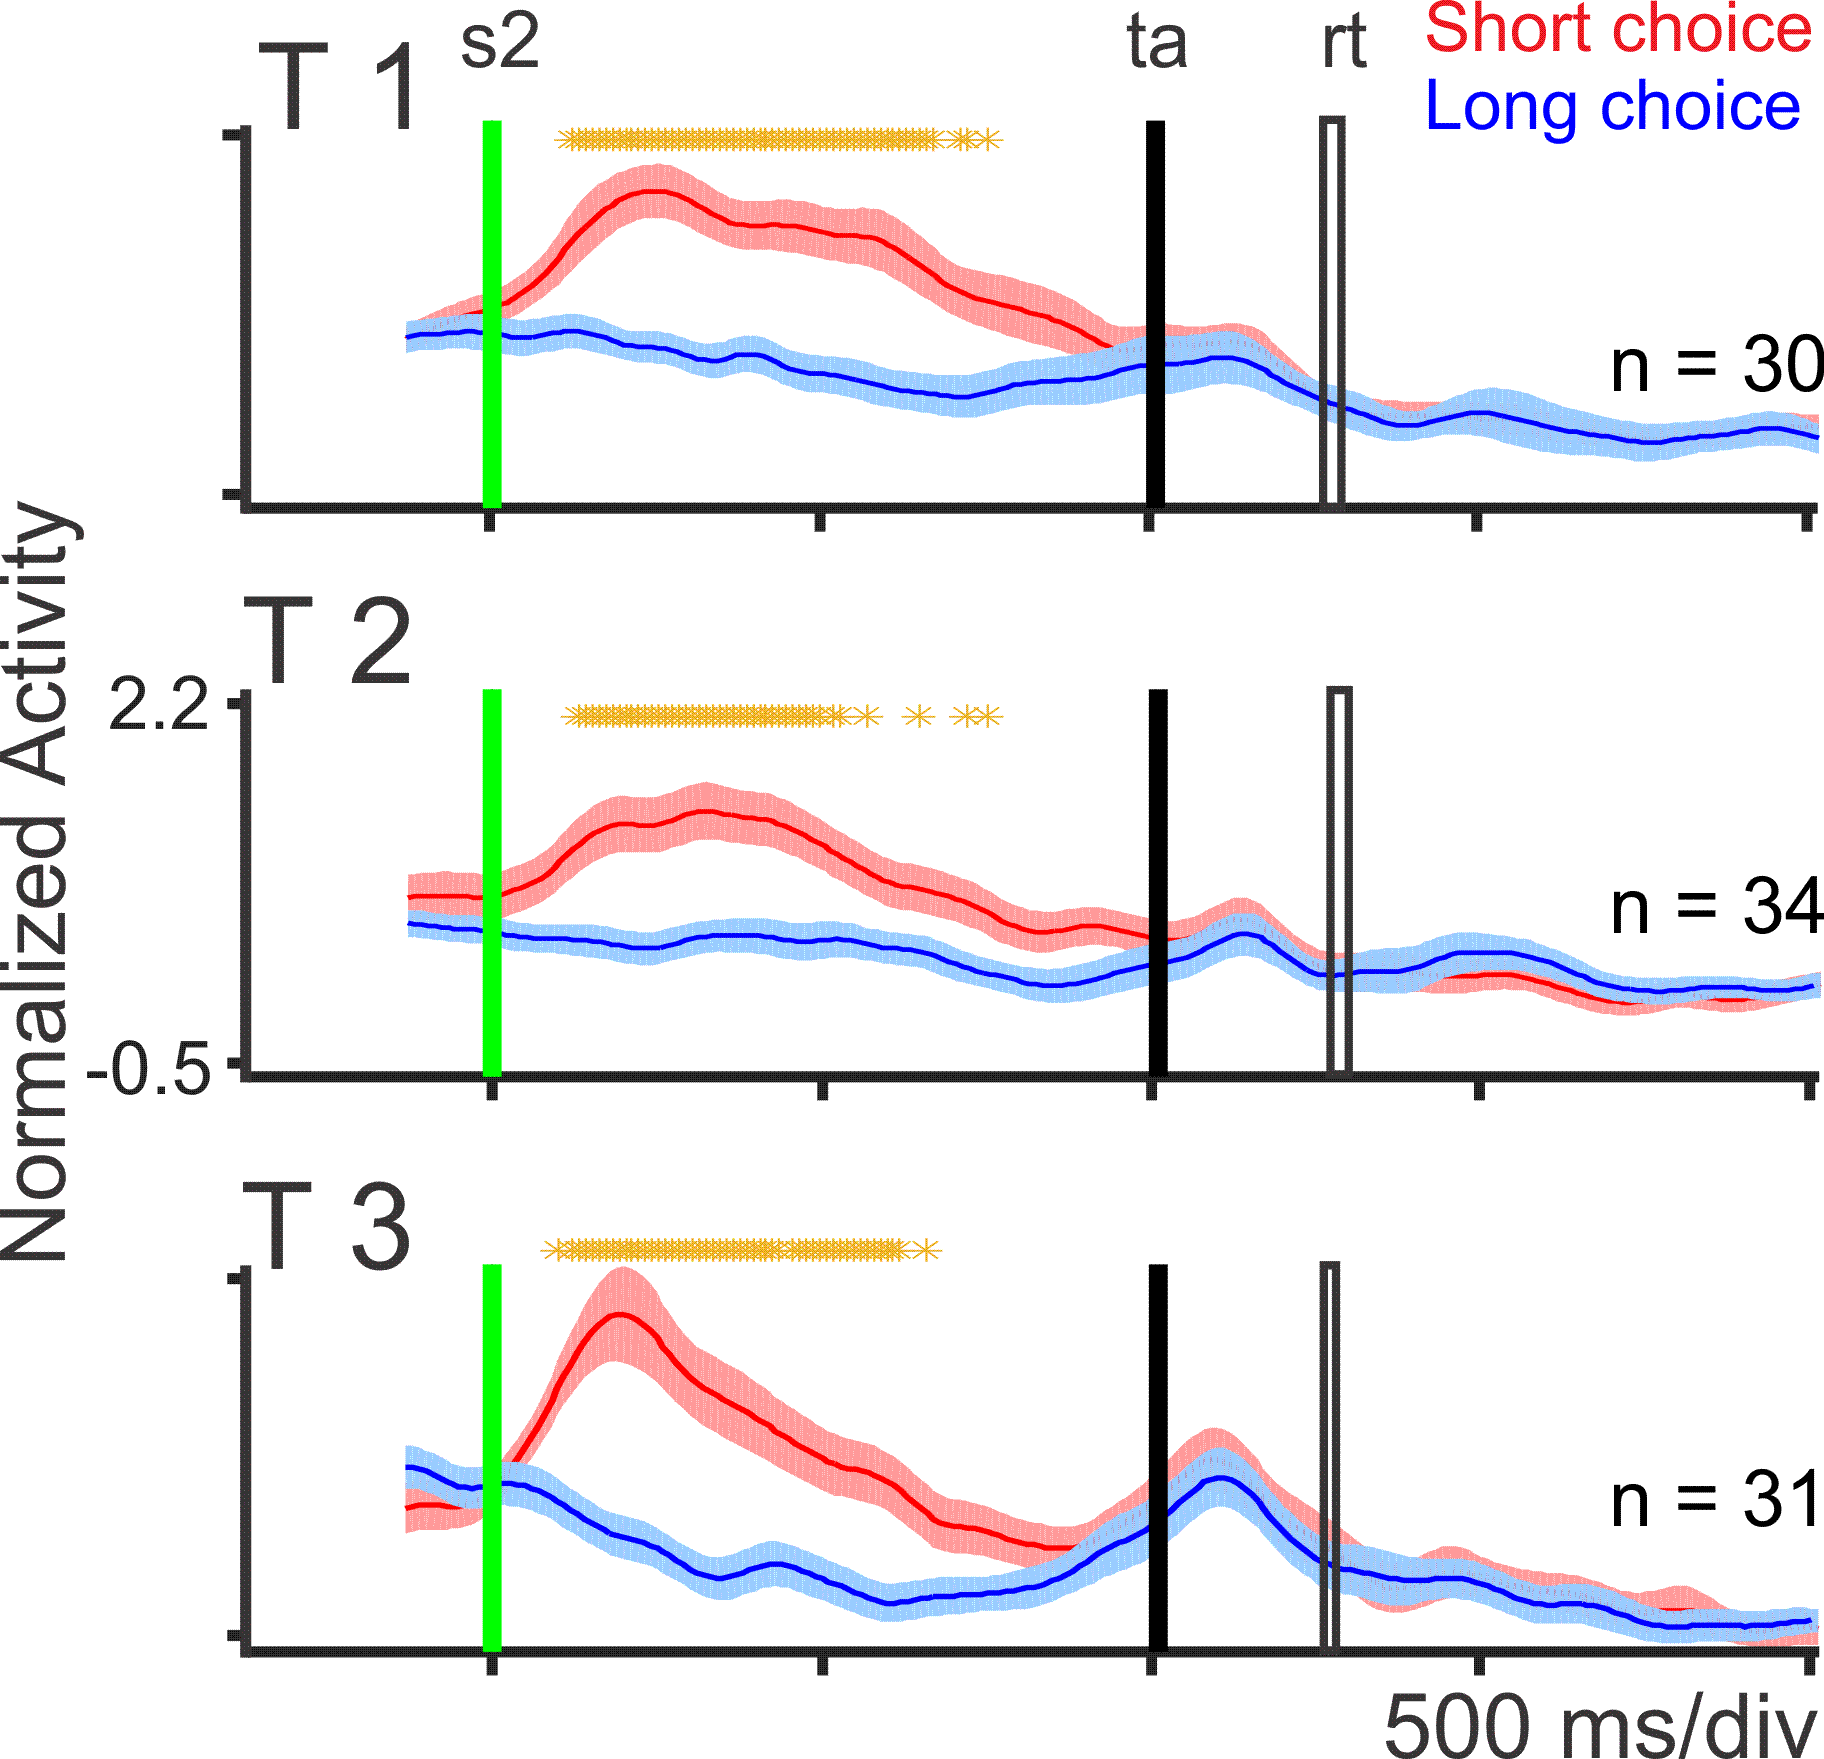 T 1
s2
ta
rt
Short choice
Long choice
n = 30
Normalized Activity
T 2
2.2
-0.5
n = 34
T 3
n = 31
500 ms/div